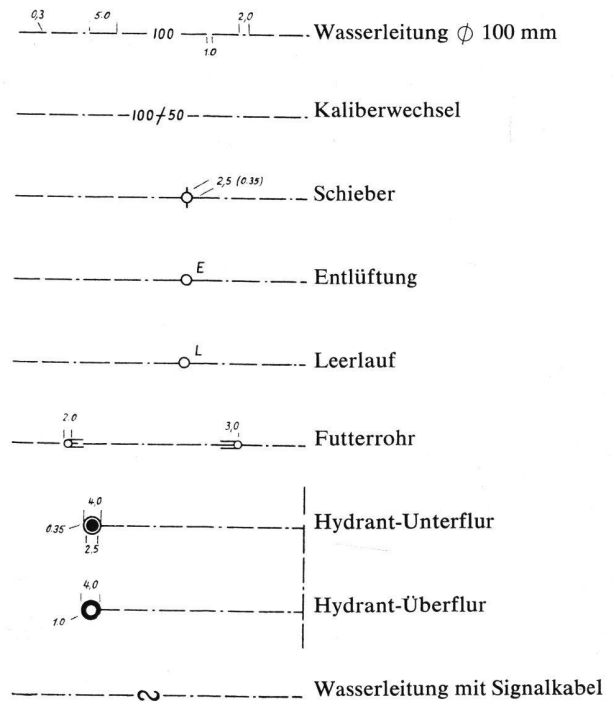 0,3 5.0 100 1.0 2,0 Wasserleitung ϕ 100 mm
100/50 Kaliberwechsel
2,5 (0.35) Schieber
E Entlüftung
L Leerlauf
2.0 3,0 Futterrohr
4,0 0.35 2.5 Hydrant-Unterflur
4,0 1.0 Hydrant-Überflur
Wasserleitung mit Signalkabel